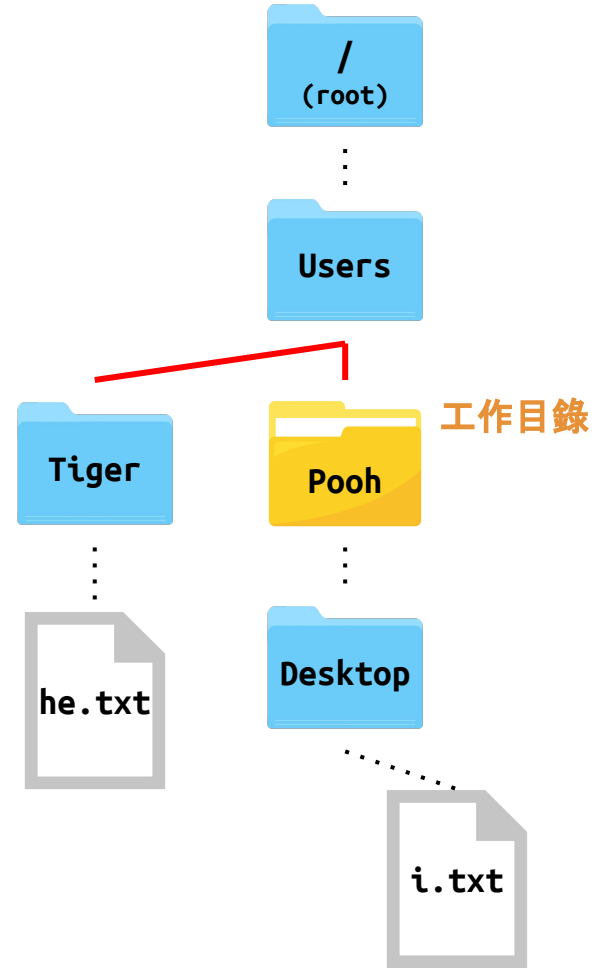 /
(root)
Users
工作目錄
Tiger
Pooh
he.txt
Desktop
i.txt